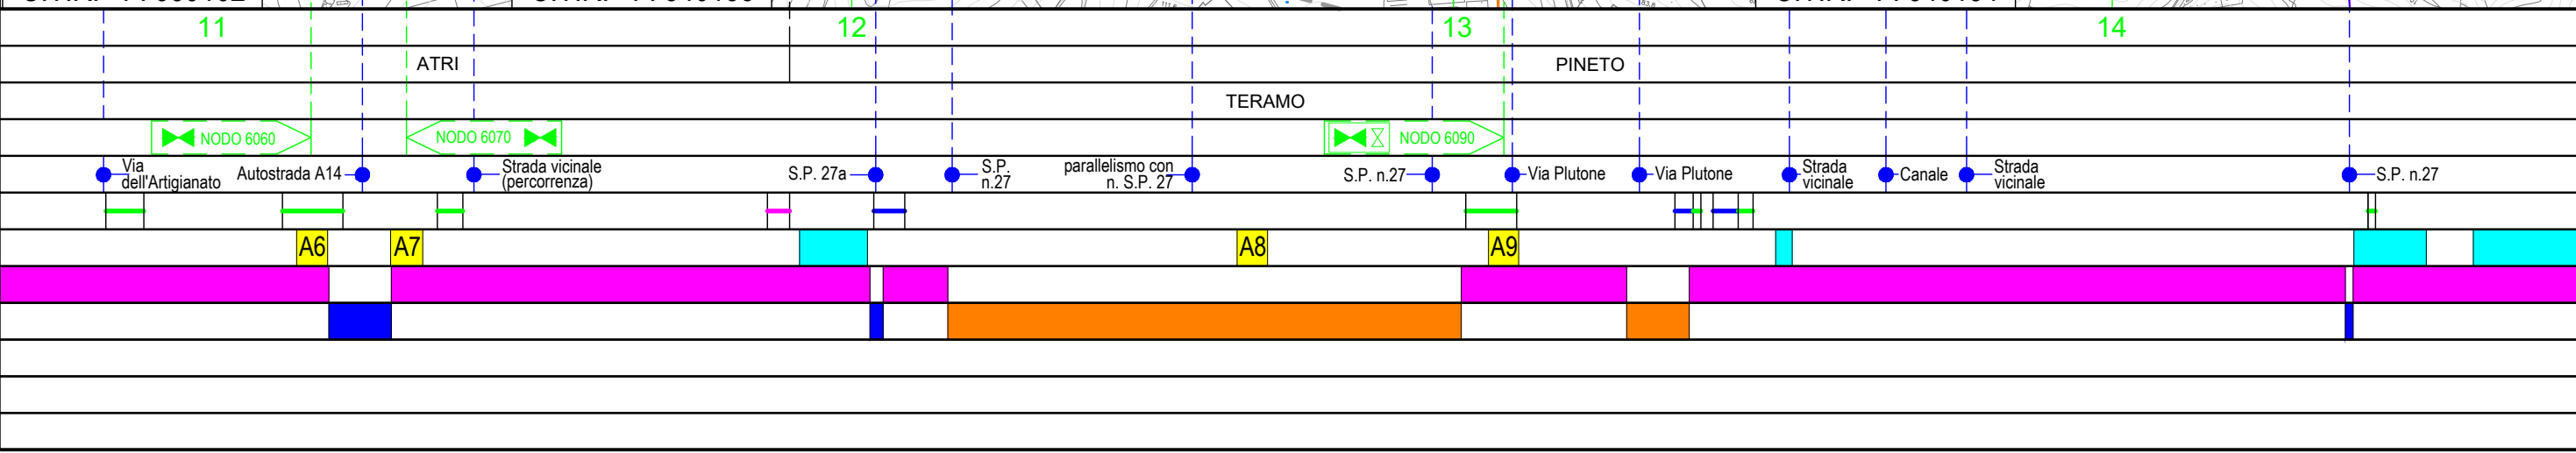 11 12 13 14
ATRI PINETO
TERAMO
NODO 6060 NODO 6070 NODO 6090
Via
dell'Artigianato
Autostrada A14
Strada vicinale
(percorrenza)
S.P. 27a
S.P.
n.27
parallelismo con
n. S.P. 27
S.P. n.27
Via Plutone
Via Plutone
Strada
vicinale
Canale
Strada
vicinale
S.P. n.27
A6 A7 A8 A9